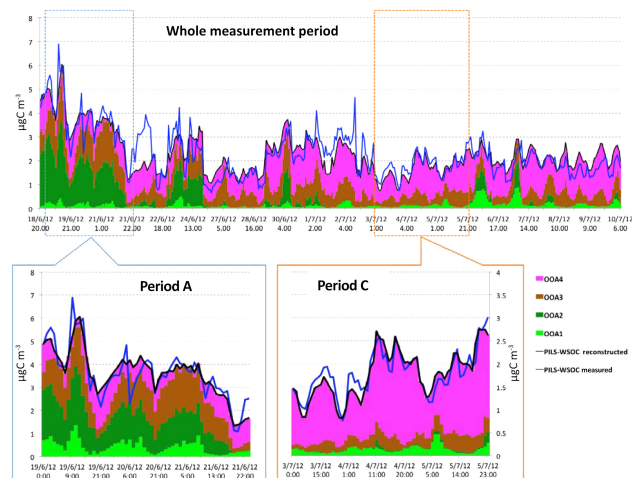 Whole measurement period
µgC m-3
8
7
6
5
4
3
2
1
0
18/6/12 19/6/12 21/6/12 22/6/12 22/6/12 24/6/12 25/6/12 26/6/12 30/6/12 1/7/12 2/7/12 3/7/12 4/7/12 5/7/12 6/7/12 7/7/12 8/7/12 9/7/12 10/7/12
20.00 21.00 1.00 2.00 18.00 13.00 5.00 16.00 4.00 2.00 4.00 1.00 4.00 1.00 21.00 17.00 14.00 9.00 6.00
Period A
µgC m-3
8
7
6
5
4
3
2
1
0
19/6/12 19/6/12 19/6/12 20/6/12 20/6/12 21/6/12 21/6/12 21/6/12
0:00 9:00 21:00 6:00 21:00 5:00 13:00 22:00
Period C
4
3.5
3
2.5
2
1.5
1
0.5
0
µgC m-3
3/7/12 3/7/12 4/7/12 4/7/12 4/7/12 5/7/12 5/7/12 5/7/12
0:00 15:00 1:00 11:00 20:00 5:00 14:00 23:00
OOA4
OOA3
OOA2
OOA1
PILS-WSOC reconstructed
PILS-WSOC measured